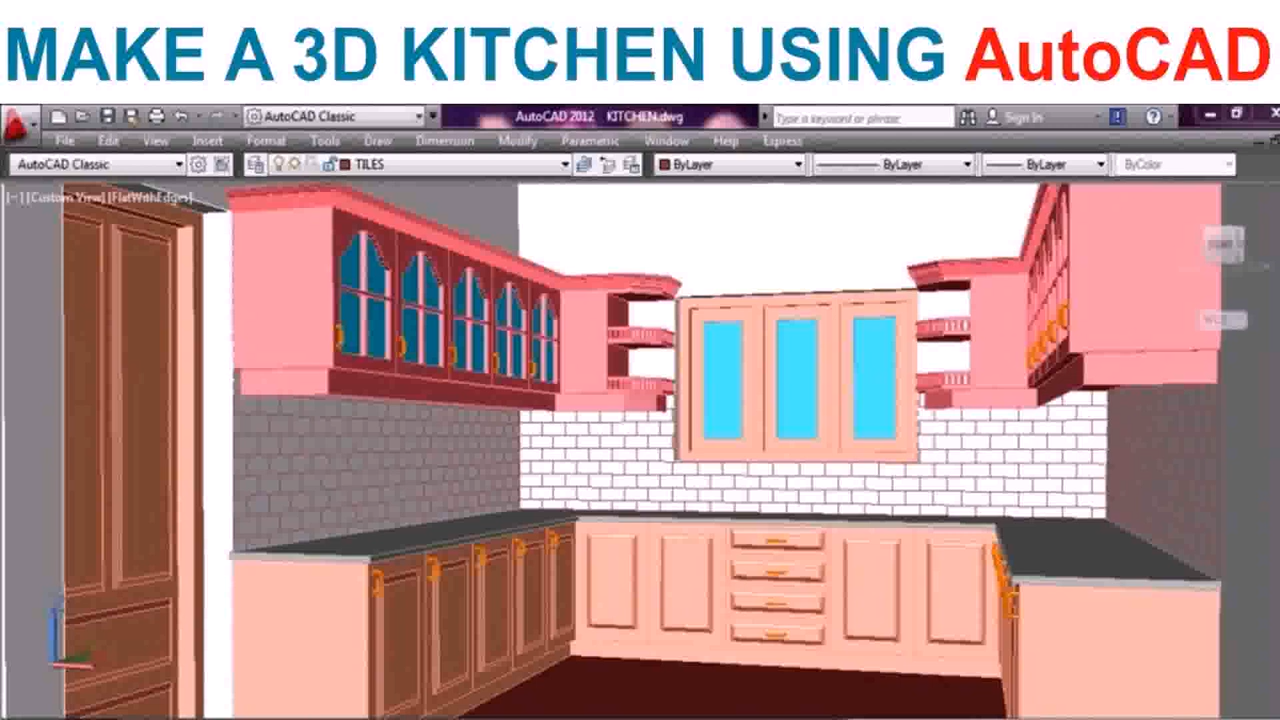 MAKE A 3D KITCHEN USING AutoCAD
AutoCAD Classic AutoCAD 2012 KITCHEN.dwg Type a keyword or phrase Sign In
File Edit View Insert Format Tools Draw Dimension Modify Parametric Window Help Express
AutoCAD Classic TILES ByLayer ByLayer ByLayer ByColor
[−][Custom View][FlatWithEdges]